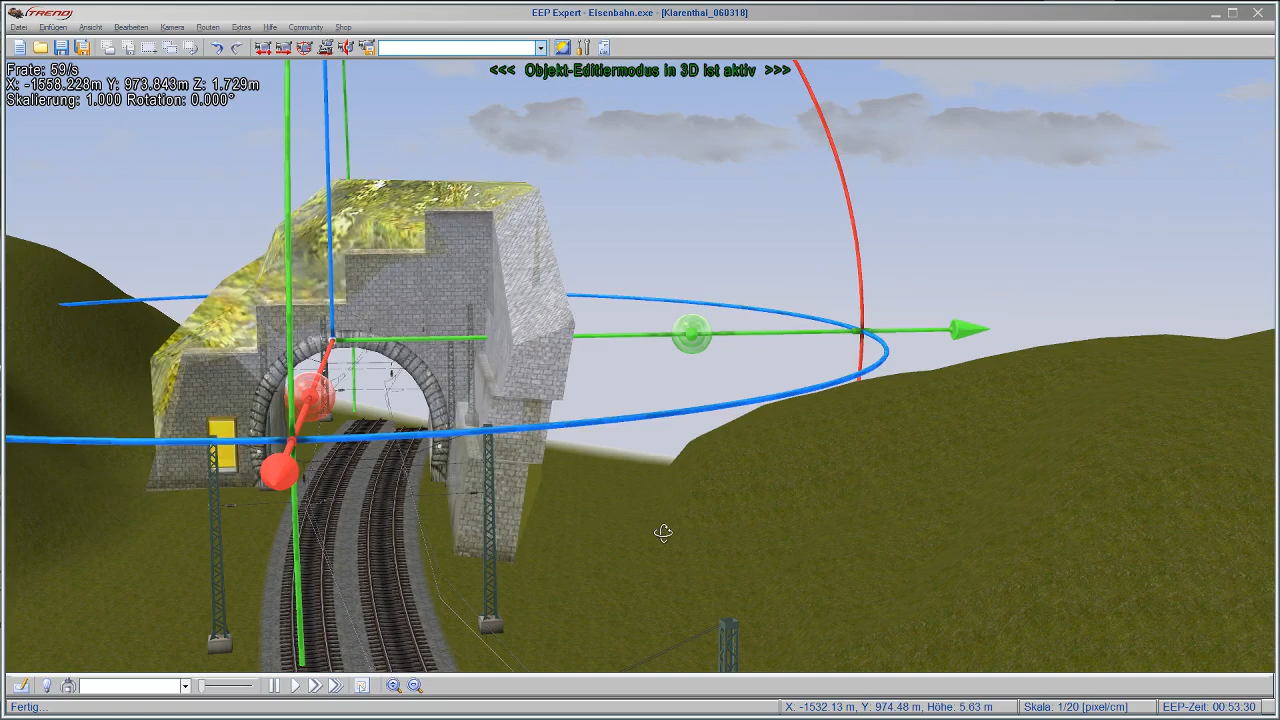 TREND EEP Expert - Eisenbahn.exe - [Klarenthal_060318]
Datei Einfügen Ansicht Bearbeiten Kamera Routen Extras Hilfe Community Shop
Frate: 59/s
<<< Objekt-Editiermodus in 3D ist aktiv >>>
X: -1558.228m Y: 973.843m Z: 1.729m
Skalierung: 1.000 Rotation: 0.000°
Fertig... X: -1532.13 m, Y: 974.48 m, Höhe: 5.63 m Skala: 1/20 [pixel/cm] EEP-Zeit: 00:53:30